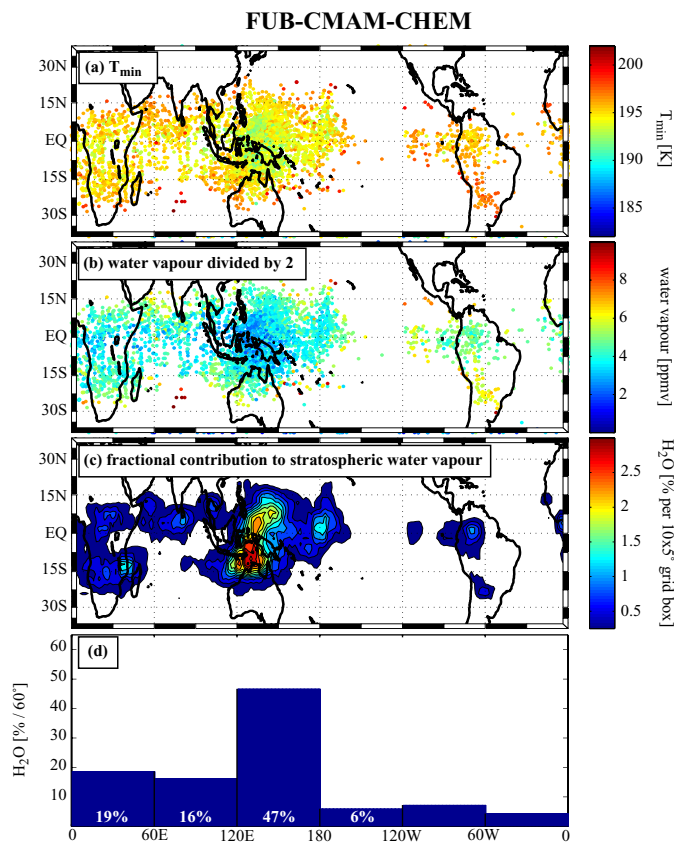 FUB-CMAM-CHEM
(a) Tmin
30N
15N
EQ
15S
30S
200
195
190
185
Tmin [K]
(b) water vapour divided by 2
30N
15N
EQ
15S
30S
8
6
4
2
water vapour [ppmv]
(c) fractional contribution to stratospheric water vapour
30N
15N
EQ
15S
30S
2.5
2
1.5
1
0.5
H2O [% per 10x5° grid box]
(d)
60
50
40
30
20
10
H2O [% / 60°]
19% 16% 47% 6%
0 60E 120E 180 120W 60W 0